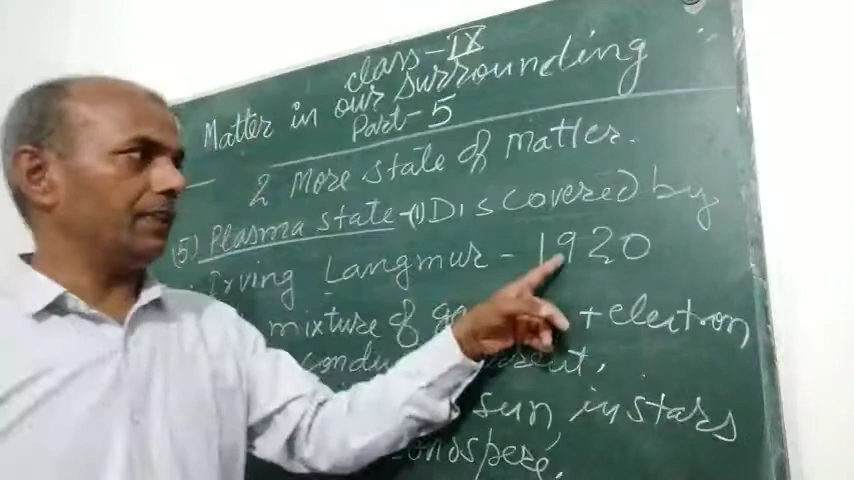 class-IX
Matter in our surrounding
Part-5
2 More state of matter.
(5) Plasma state-(1) Discovered by
Irving Langmur - 1920
mixture of + electron
sun, in stars